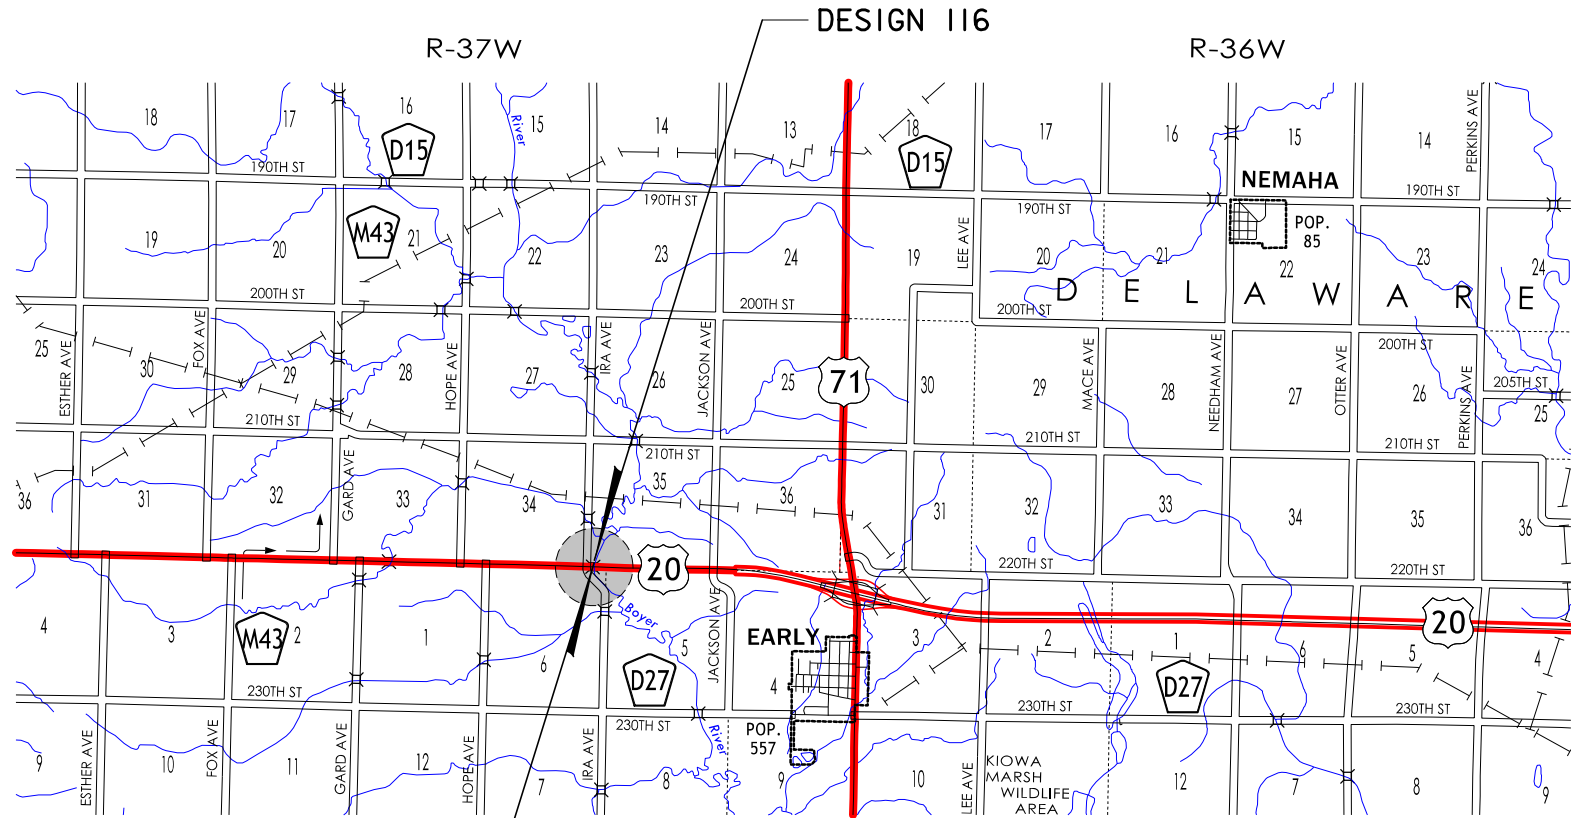 DESIGN 116
R-37W
R-36W
18
17
16
15
14
13
18
17
16
15
14
PERKINS AVE
River
D15
D15
190TH ST
190TH ST
190TH ST
190TH ST
NEMAHA
POP.
85
M43
19
20
21
22
23
24
19
LEE AVE
20
21
22
23
24
DELAWARE
200TH ST
200TH ST
200TH ST
200TH ST
25
ESTHER AVE
30
FOX AVE
29
28
HOPE AVE
27
IRA AVE
26
JACKSON AVE
25
71
30
29
MACE AVE
28
NEEDHAM AVE
27
OTTER AVE
26
PERKINS AVE
205TH ST
25
210TH ST
210TH ST
210TH ST
210TH ST
36
31
32
GARD AVE
33
34
35
36
31
32
33
34
35
36
20
220TH ST
220TH ST
20
4
3
M43
2
1
6
Boyer
5
JACKSON AVE
EARLY
4
3
2
1
6
5
4
D27
D27
230TH ST
230TH ST
230TH ST
230TH ST
POP.
557
River
9
ESTHER AVE
10
FOX AVE
11
GARD AVE
12
HOPE AVE
7
IRA AVE
8
9
10
LEE AVE
KIOWA
MARSH
WILDLIFE
AREA
12
7
8
9